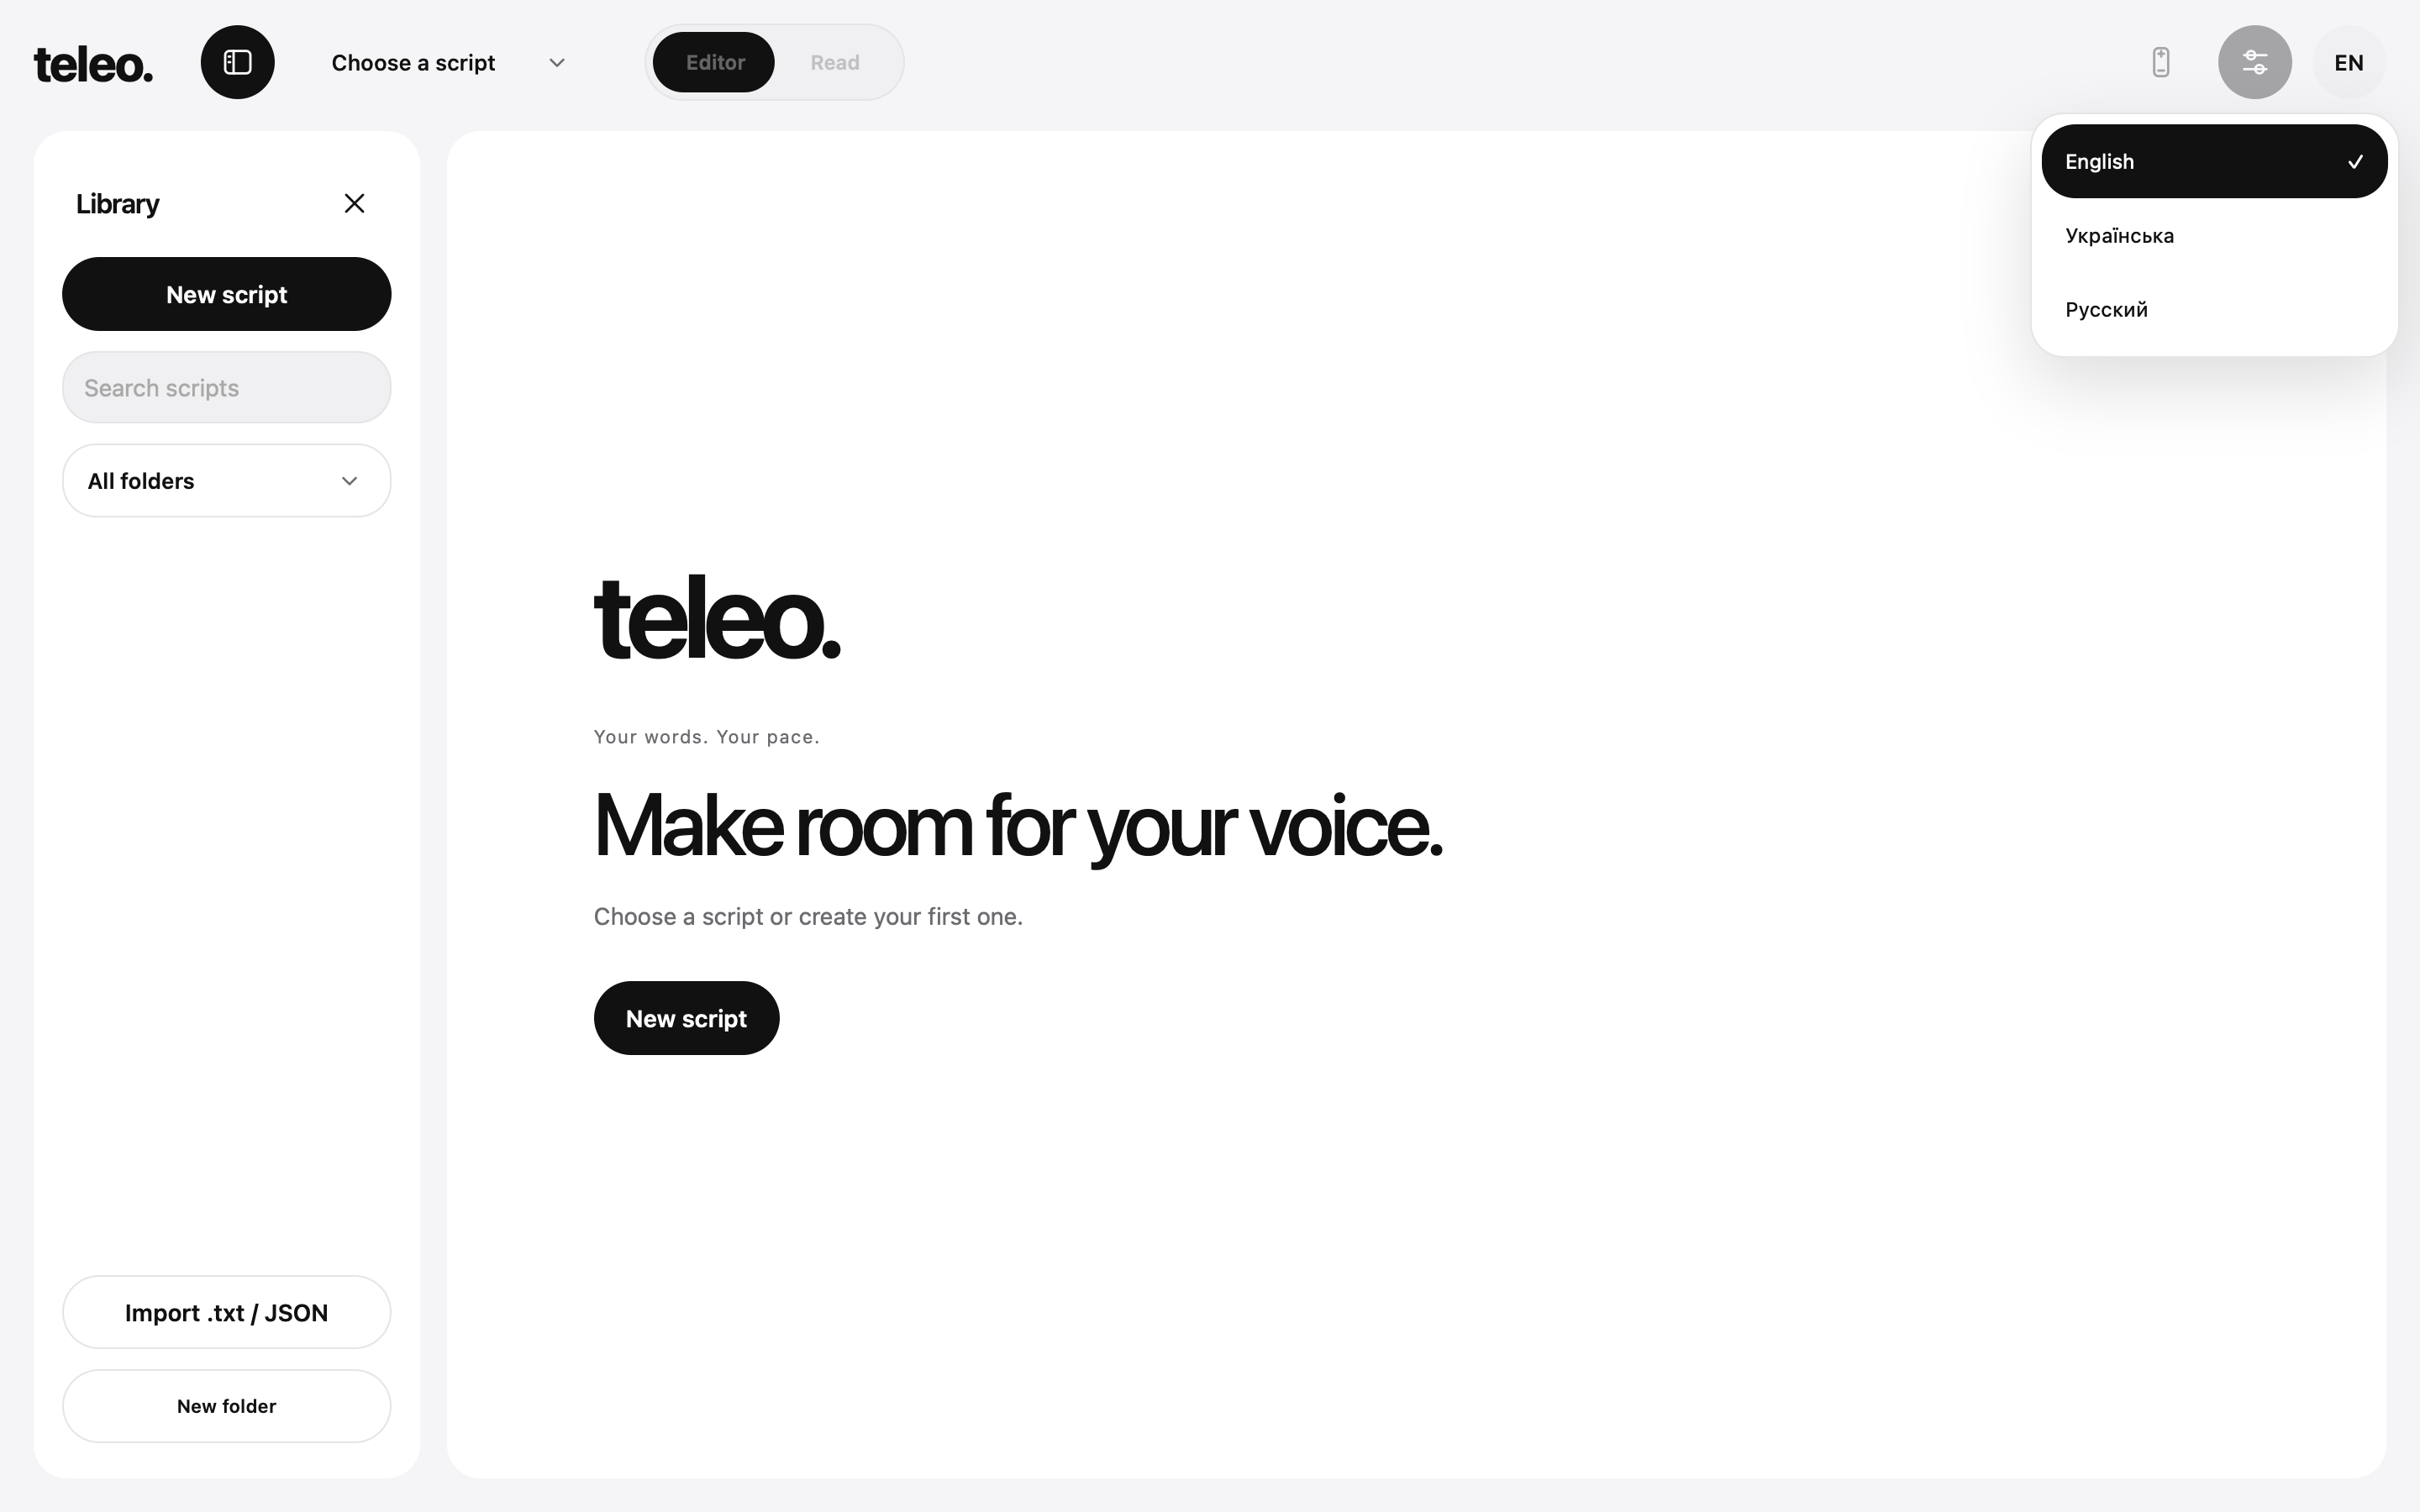 teleo.
Choose a script
Editor
Read
EN
English
Українська
Русский
Library
New script
Search scripts
All folders
Import .txt / JSON
New folder
teleo.
Your words. Your pace.
Make room for your voice.
Choose a script or create your first one.
New script